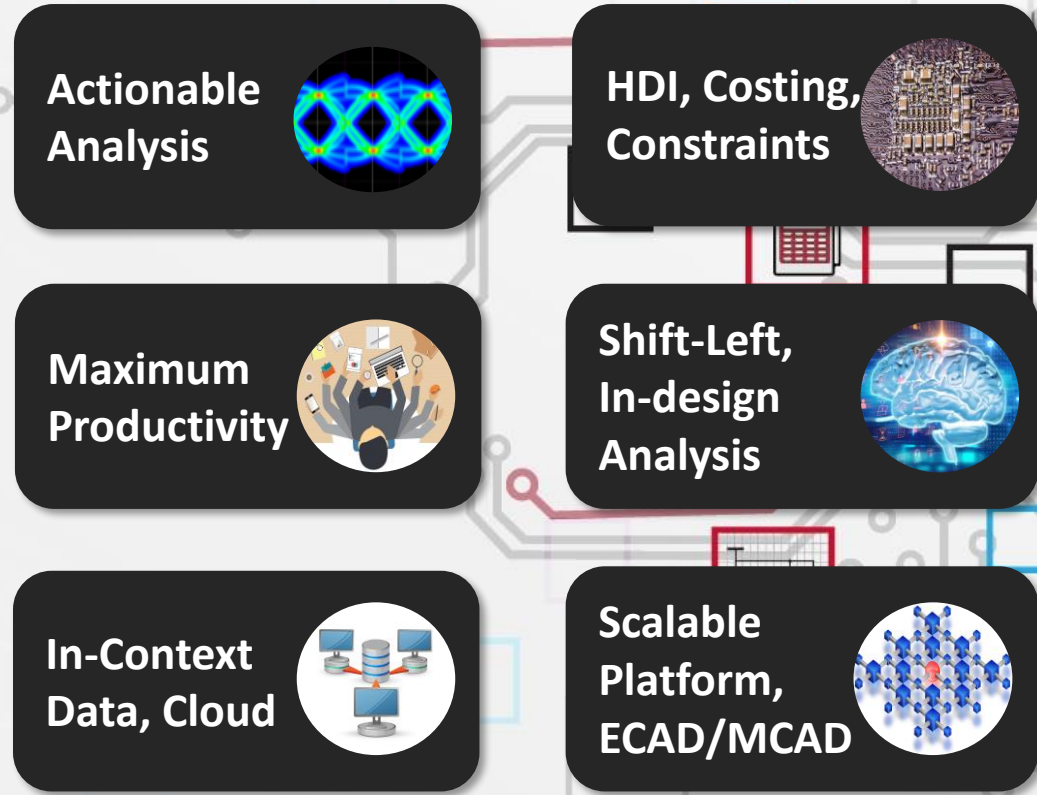 Actionable
Analysis
HDI, Costing,
Constraints
Maximum
Productivity
Shift-Left,
In-design
Analysis
In-Context
Data, Cloud
Scalable
Platform,
ECAD/MCAD